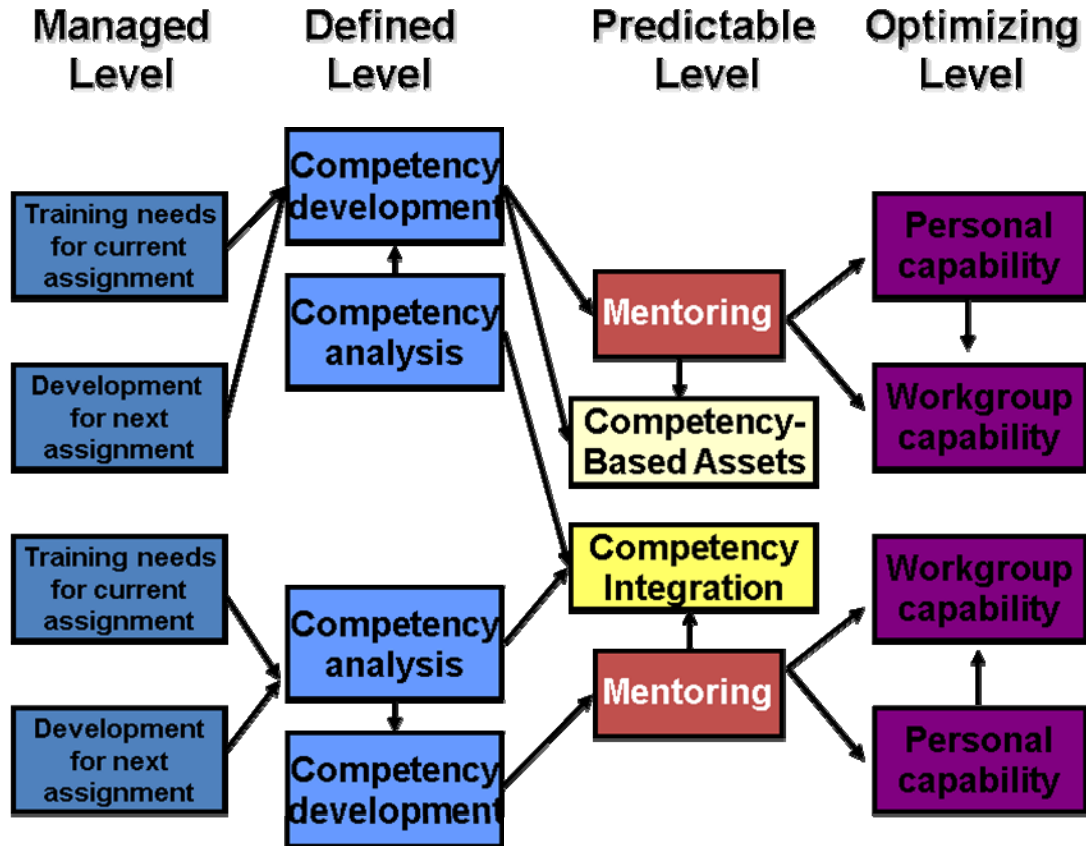 Managed
Level
Defined
Level
Predictable
Level
Optimizing
Level
Training needs
for current
assignment
Development
for next
assignment
Training needs
for current
assignment
Development
for next
assignment
Competency
development
Competency
analysis
Competency
analysis
Competency
development
Mentoring
Competency-
Based Assets
Competency
Integration
Mentoring
Personal
capability
Workgroup
capability
Workgroup
capability
Personal
capability